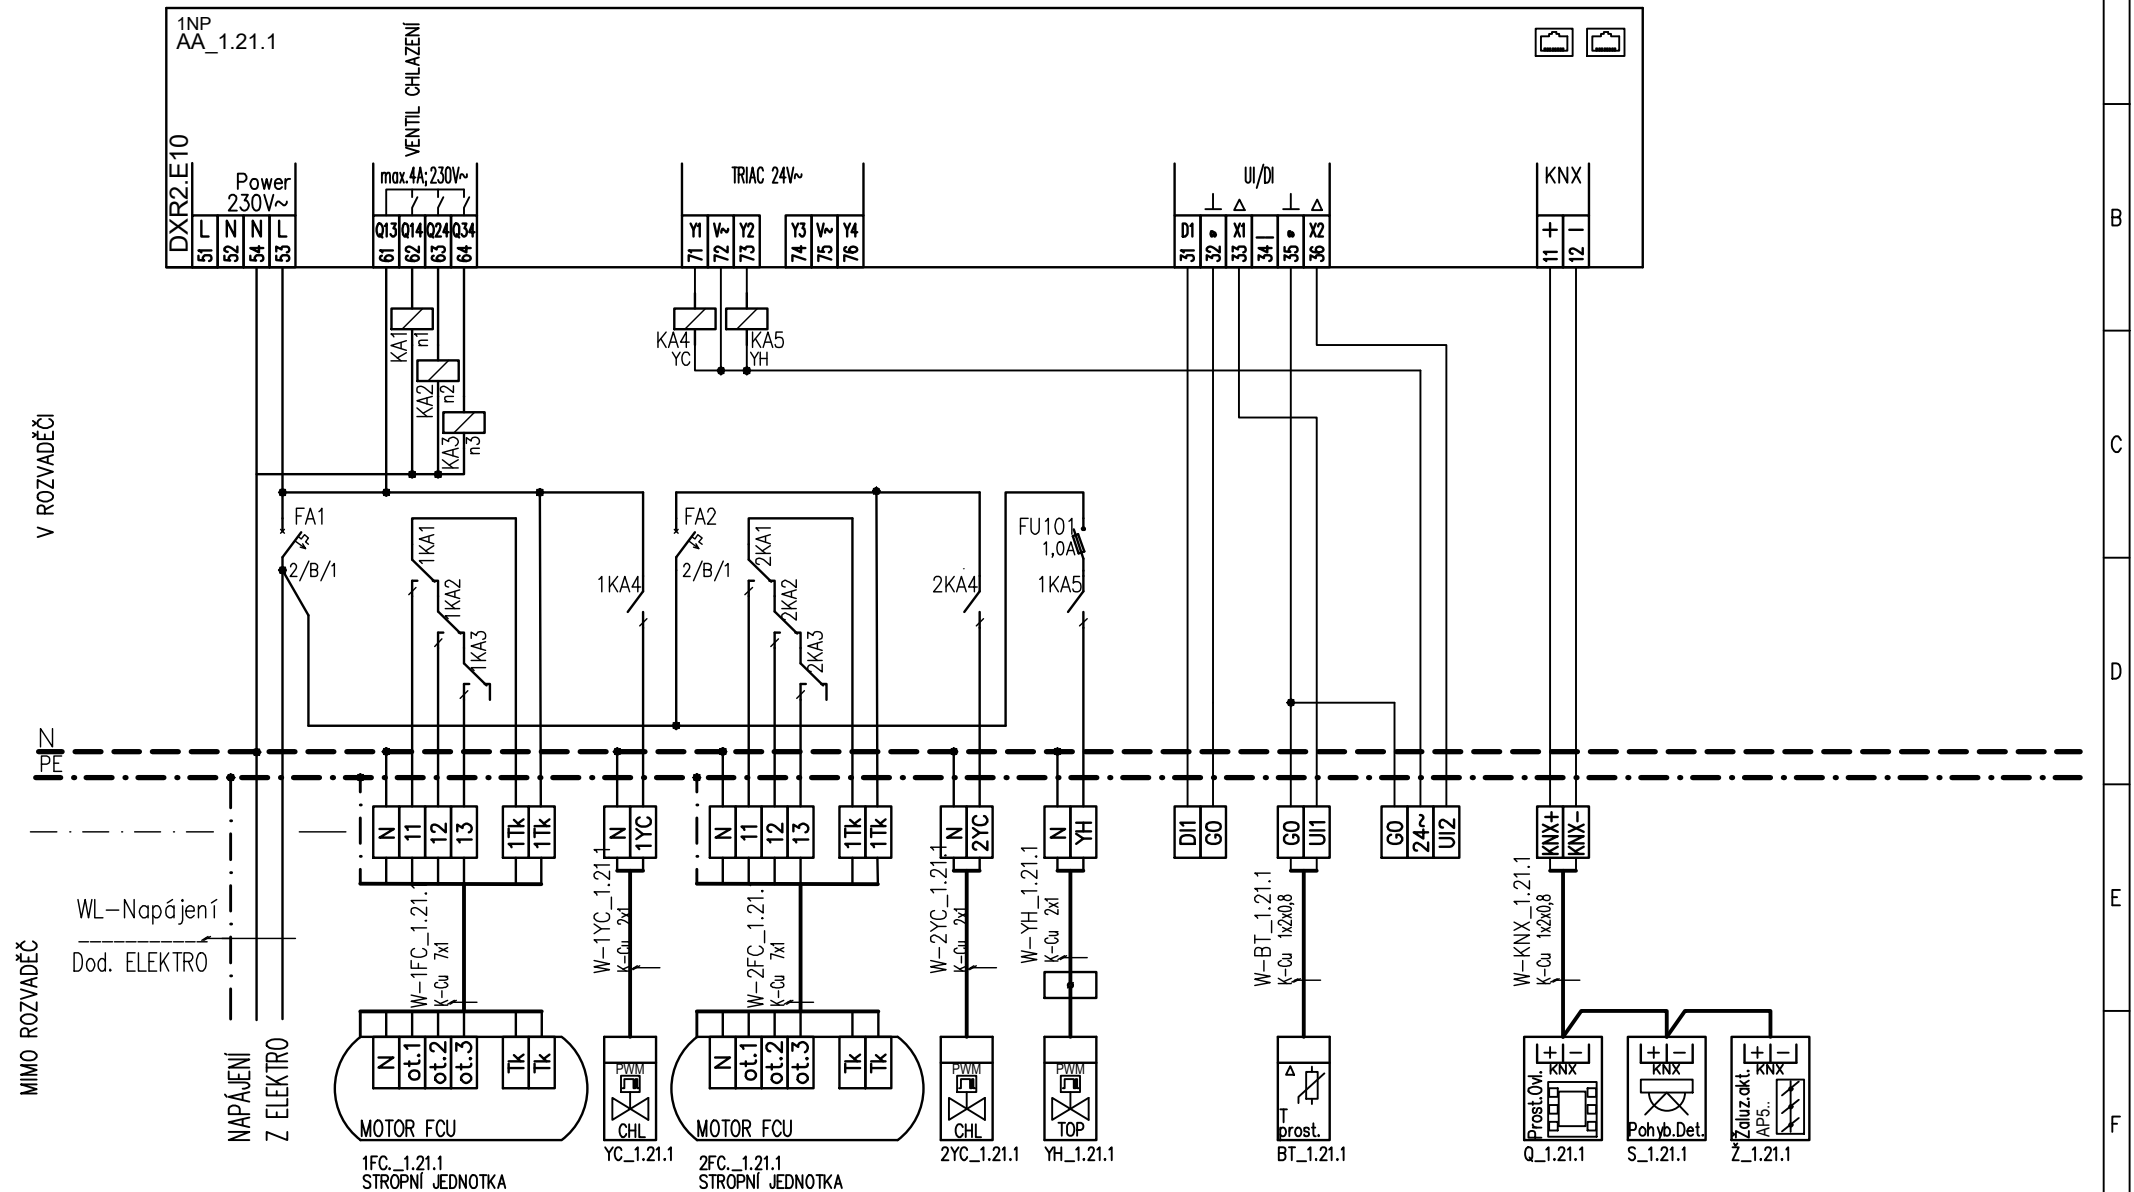 1NP
AA_1.21.1
DXR2.E10
VENTIL CHLAZENÍ
Power
230V~
max.4A;230V~
TRIAC 24V~
UI/DI
KNX
L N N L
51 52 54 53
Q13 Q14 Q24 Q34
61 62 63 64
Y1 V~ Y2 Y3 V~ Y4
71 72 73 74 75 76
D1 X1 X2
31 32 33 34 35 36
+ −
11 12
B
KA1 n1
KA2 n2
KA3 n3
KA4
YC
KA5
YH
V ROZVADĚČI
C
FA1
2/B/1
1KA1
1KA2
1KA3
1KA4
FA2
2/B/1
2KA1
2KA2
2KA3
2KA4
FU101
1,0A
1KA5
D
N
PE
N 11 12 13 1Tk 1Tk
N 1YC
N 11 12 13 1Tk 1Tk
N 2YC
N YH
DI1 G0
G0 UI1
G0 24~ UI2
KNX+ KNX-
WL-Napájení
Dod. ELEKTRO
W-1FC_1.21.
K-Cu 7x1
W-1YC_1.21.1
K-Cu 2x1
W-2FC_1.21.
K-Cu 7x1
W-2YC_1.21.1
K-Cu 2x1
W-YH_1.21.1
K-Cu 2x1
W-BT_1.21.1
K-Cu 1x2x0,8
W-KNX_1.21.1
K-Cu 1x2x0,8
E
MIMO ROZVADĚČ
NAPÁJENÍ
Z ELEKTRO
N ot.1 ot.2 ot.3 Tk Tk
MOTOR FCU
1FC._1.21.1
STROPNÍ JEDNOTKA
PWM
CHL
YC_1.21.1
N ot.1 ot.2 ot.3 Tk Tk
MOTOR FCU
2FC._1.21.1
STROPNÍ JEDNOTKA
PWM
CHL
2YC_1.21.1
PWM
TOP
YH_1.21.1
T
prost.
BT_1.21.1
+ −
KNX
Prost.Ovl.
Q_1.21.1
+ −
KNX
Pohyb.Det.
S_1.21.1
+ −
KNX
*Žaluz.akt.
AP5..
Ž_1.21.1
F